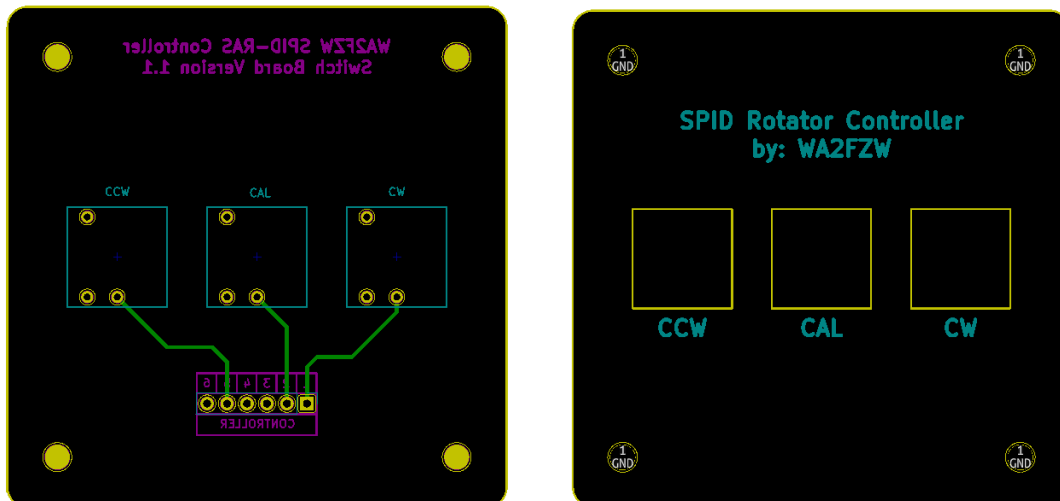 WA2FZW SPID-RAS Controller
Switch Board Version 1.1
CCW
CAL
CW
6 5 4 3 2 1
CONTROLLER
1
GND
1
GND
SPID Rotator Controller
by: WA2FZW
CCW
CAL
CW
1
GND
1
GND